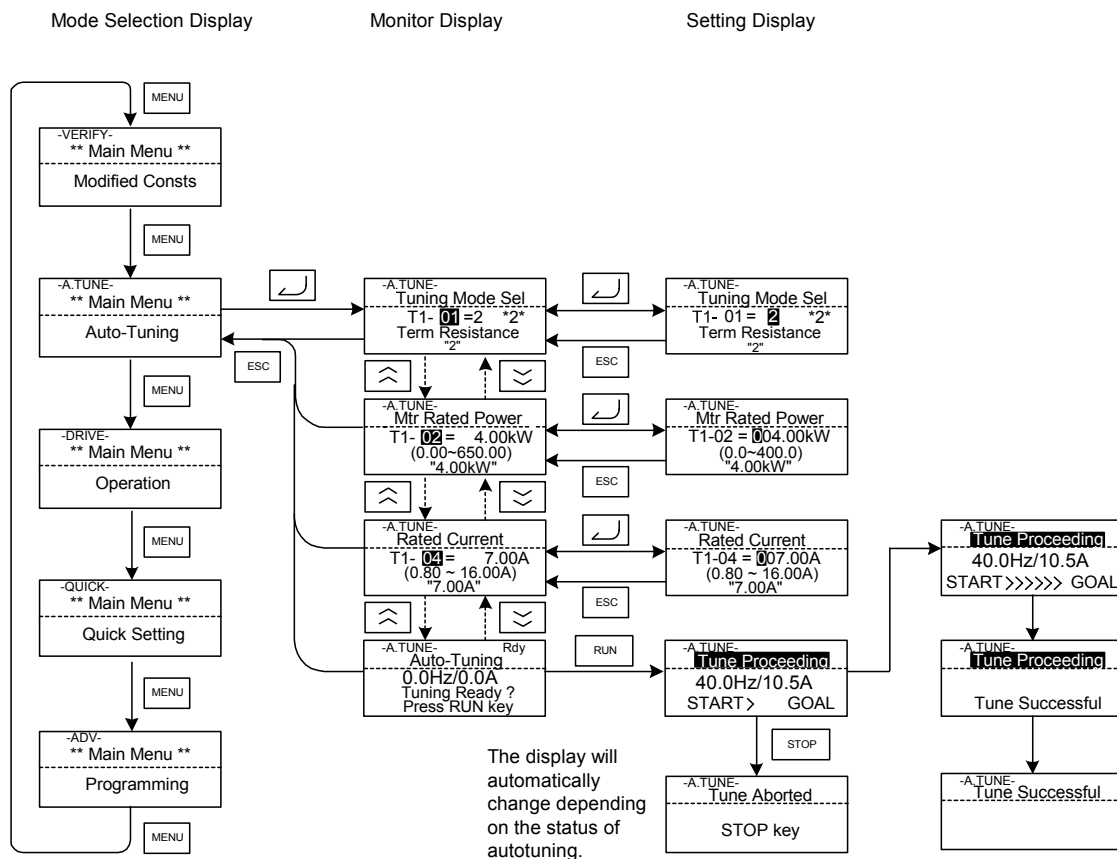 Mode Selection Display
Monitor Display
Setting Display
MENU
-VERIFY-
** Main Menu **
Modified Consts
MENU
-A.TUNE-
** Main Menu **
Auto-Tuning
MENU
-DRIVE-
** Main Menu **
Operation
MENU
-QUICK-
** Main Menu **
Quick Setting
MENU
-ADV-
** Main Menu **
Programming
MENU
ESC
-A.TUNE-
Tuning Mode Sel
T1- 01 =2 *2*
Term Resistance
"2"
-A.TUNE-
Mtr Rated Power
T1- 02 = 4.00kW
(0.00~650.00)
"4.00kW"
-A.TUNE-
Rated Current
T1- 04 = 7.00A
(0.80 ~ 16.00A)
"7.00A"
-A.TUNE- Rdy
Auto-Tuning
0.0Hz/0.0A
Tuning Ready ?
Press RUN key
ESC
ESC
ESC
RUN
-A.TUNE-
Tuning Mode Sel
T1- 01 = 2 *2*
Term Resistance
"2"
-A.TUNE-
Mtr Rated Power
T1-02 = 004.00kW
(0.0~400.0)
"4.00kW"
-A.TUNE-
Rated Current
T1-04 = 007.00A
(0.80 ~ 16.00A)
"7.00A"
-A.TUNE-
Tune Proceeding
40.0Hz/10.5A
START > GOAL
STOP
-A.TUNE-
Tune Aborted
STOP key
-A.TUNE-
Tune Proceeding
40.0Hz/10.5A
START >>>>>> GOAL
-A.TUNE-
Tune Proceeding
Tune Successful
-A.TUNE-
Tune Successful
The display will
automatically
change depending
on the status of
autotuning.